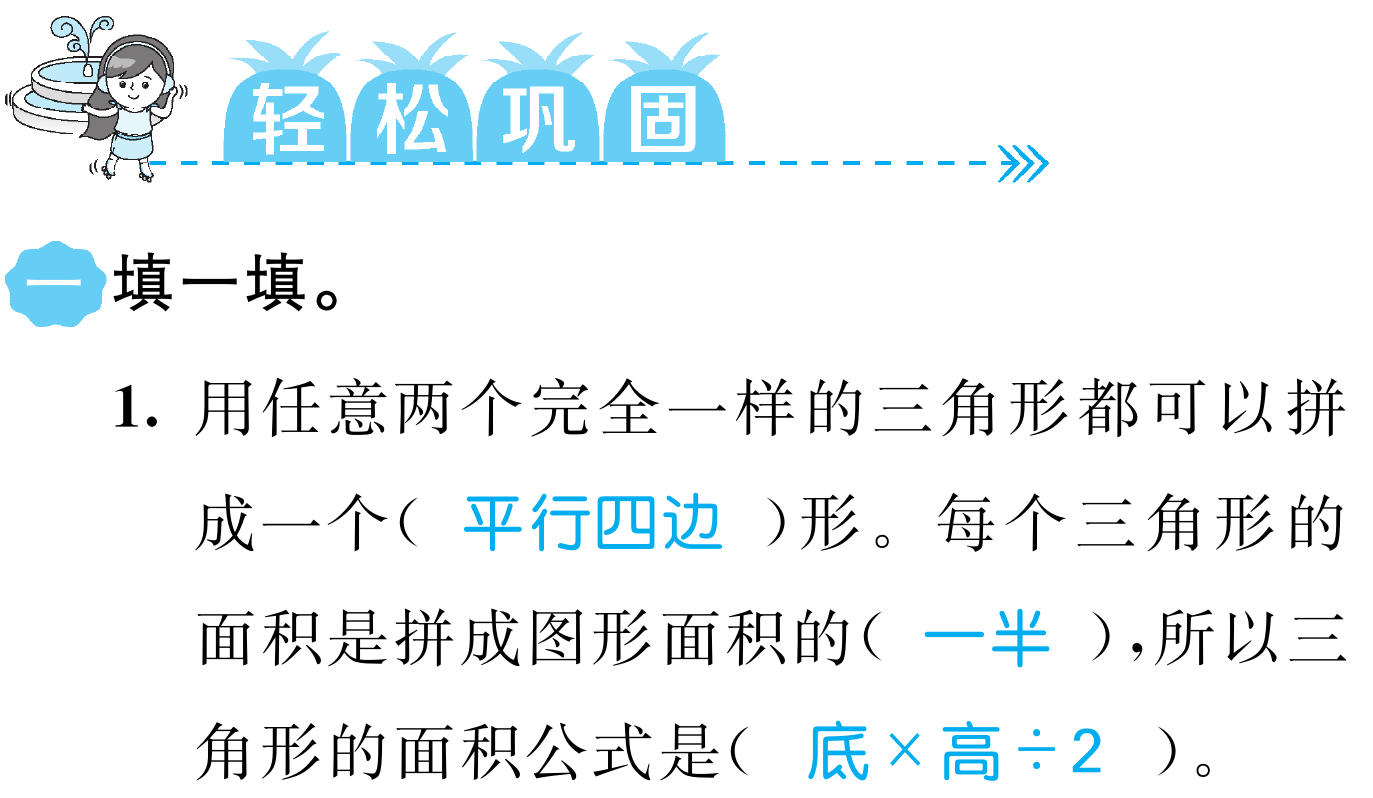 轻松巩固
一 填一填。
1. 用任意两个完全一样的三角形都可以拼
成一个( 平行四边 )形。每个三角形的
面积是拼成图形面积的( 一半 ),所以三
角形的面积公式是( 底×高÷2 )。